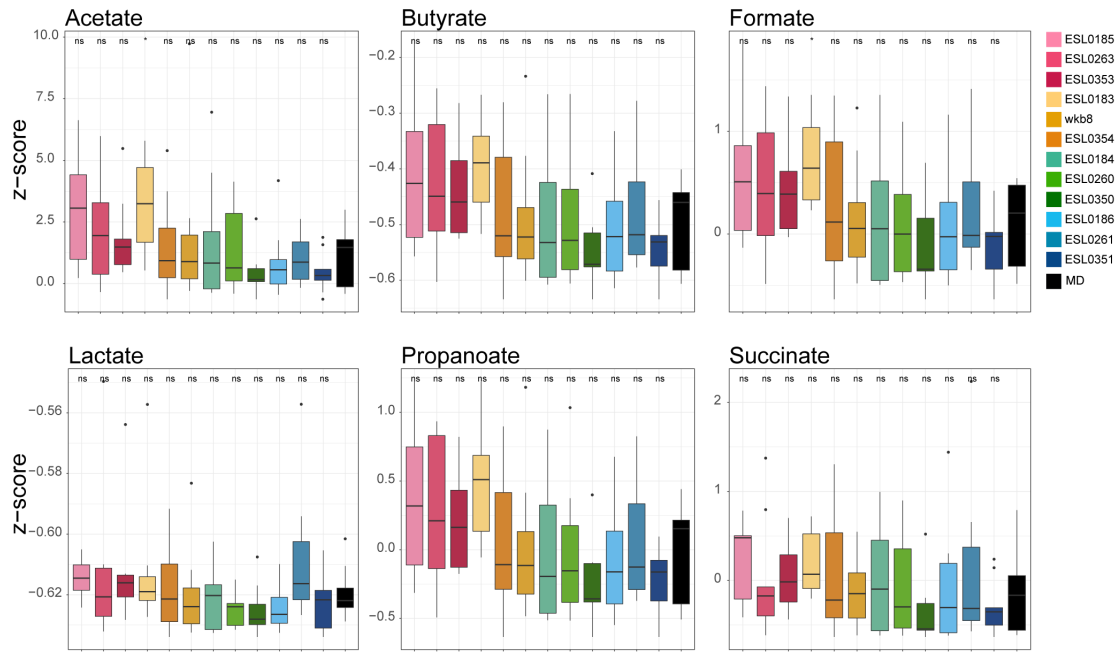 Acetate
Butyrate
Formate
z-score
10.0
7.5
5.0
2.5
0.0
ns ns ns ns ns ns ns ns ns ns ns ns
−0.2
−0.3
−0.4
−0.5
−0.6
ns ns ns ns ns ns ns ns ns ns ns ns
1
0
ns ns ns ns ns ns ns ns ns ns ns ns
ESL0185
ESL0263
ESL0353
ESL0183
wkb8
ESL0354
ESL0184
ESL0260
ESL0350
ESL0186
ESL0261
ESL0351
MD
Lactate
Propanoate
Succinate
z-score
−0.56
−0.58
−0.60
−0.62
ns ns ns ns ns ns ns ns ns ns ns ns
1.0
0.5
0.0
−0.5
ns ns ns ns ns ns ns ns ns ns ns ns
2
1
0
ns ns ns ns ns ns ns ns ns ns ns ns